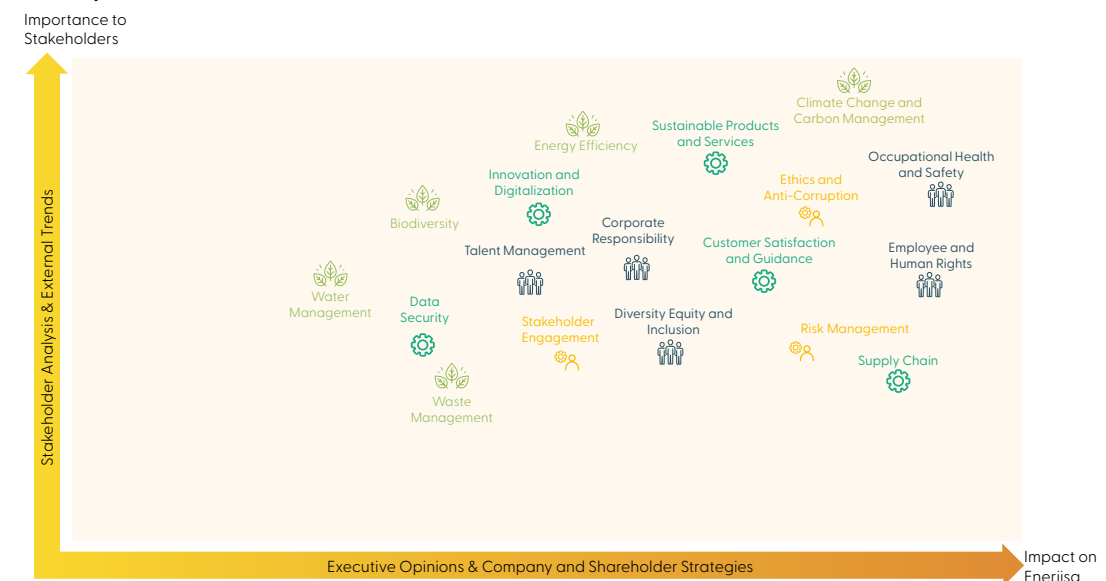 Importance to
Stakeholders
Stakeholder Analysis & External Trends
Climate Change and
Carbon Management
Sustainable Products
and Services
Energy Efficiency
Occupational Health
and Safety
Innovation and
Digitalization
Ethics and
Anti-Corruption
Biodiversity
Corporate
Responsibility
Talent Management
Customer Satisfaction
and Guidance
Employee and
Human Rights
Water
Management
Data
Security
Stakeholder
Engagement
Diversity Equity and
Inclusion
Risk Management
Supply Chain
Waste
Management
Executive Opinions & Company and Shareholder Strategies
Impact on
Enerjisa